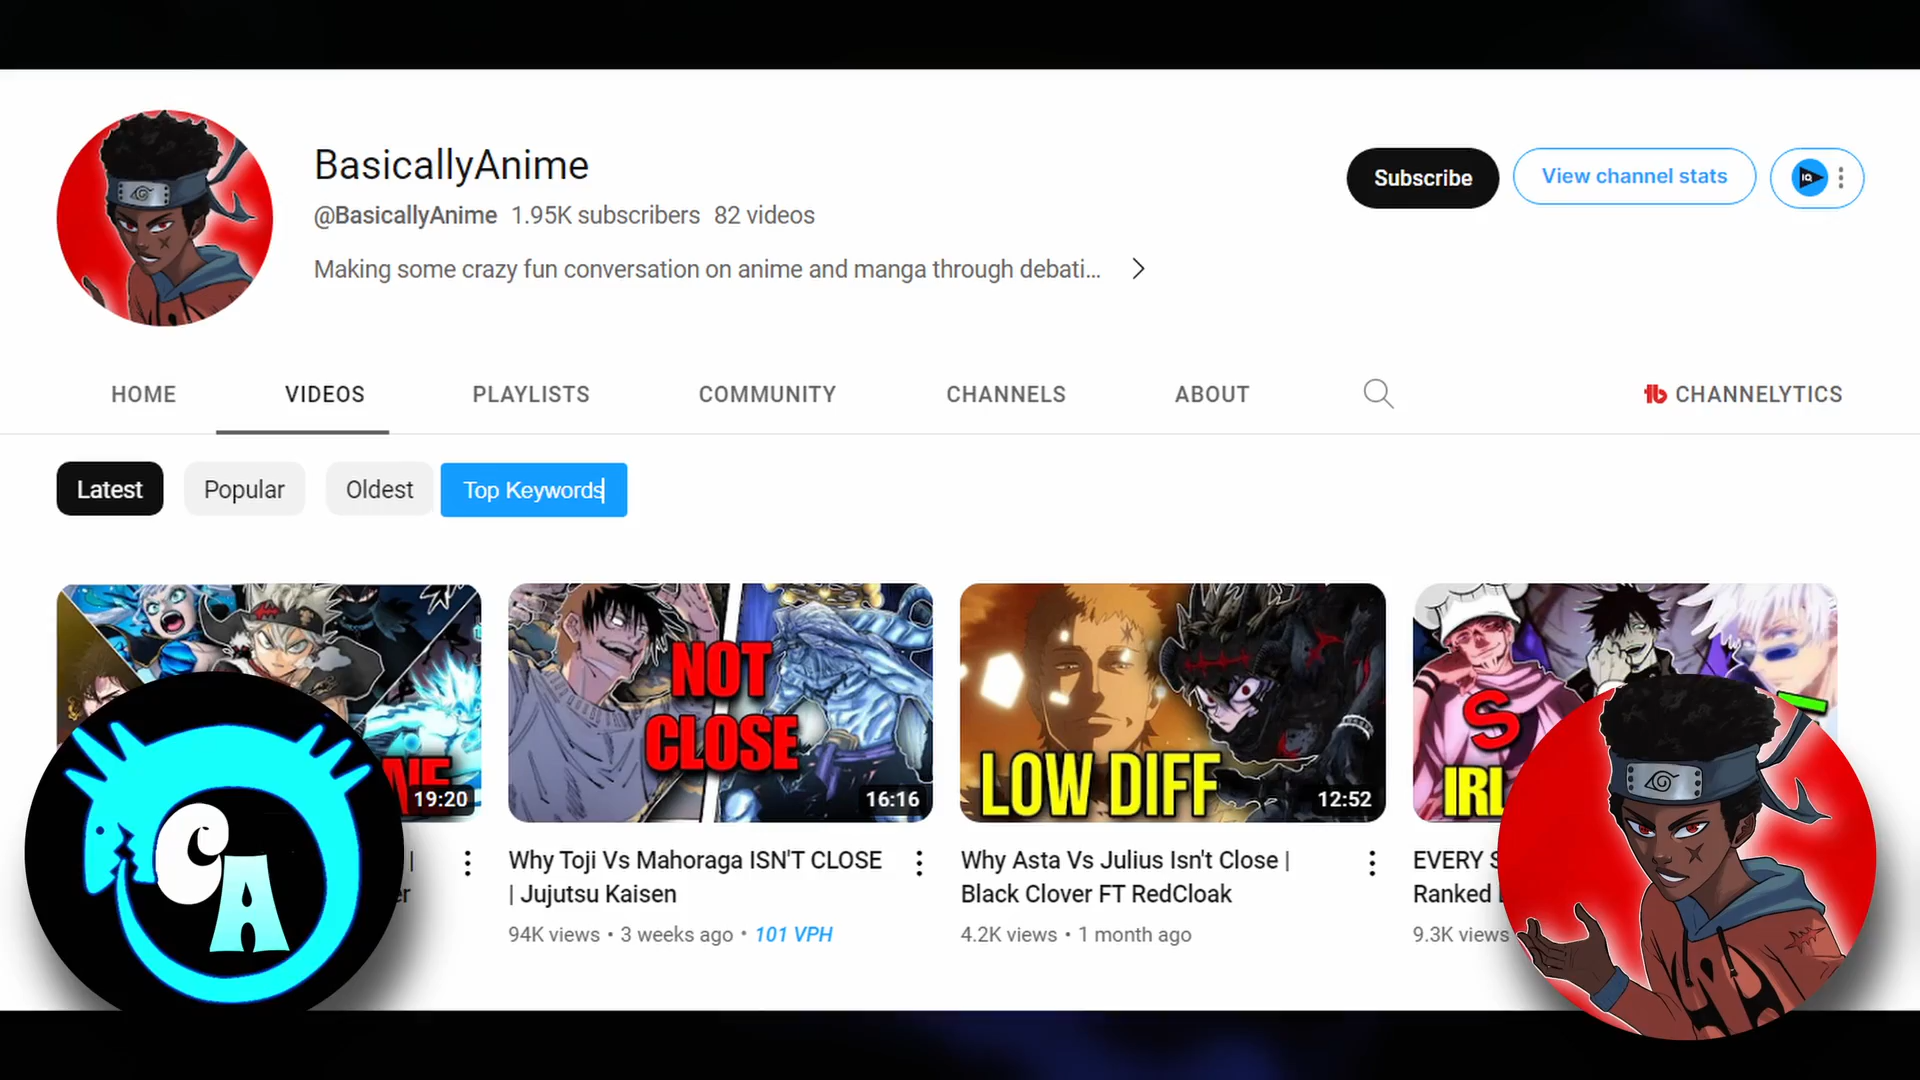 BasicallyAnime
@BasicallyAnime 1.95K subscribers 82 videos
Making some crazy fun conversation on anime and manga through debati...
Subscribe
View channel stats
IQ
HOME
VIDEOS
PLAYLISTS
COMMUNITY
CHANNELS
ABOUT
CHANNELYTICS
Latest
Popular
Oldest
Top Keywords
19:20
NOT
CLOSE
16:16
LOW DIFF
12:52
S
IRL
CA
Why Toji Vs Mahoraga ISN'T CLOSE
| Jujutsu Kaisen
94K views • 3 weeks ago • 101 VPH
Why Asta Vs Julius Isn't Close |
Black Clover FT RedCloak
4.2K views • 1 month ago
EVERY S
Ranked
9.3K views